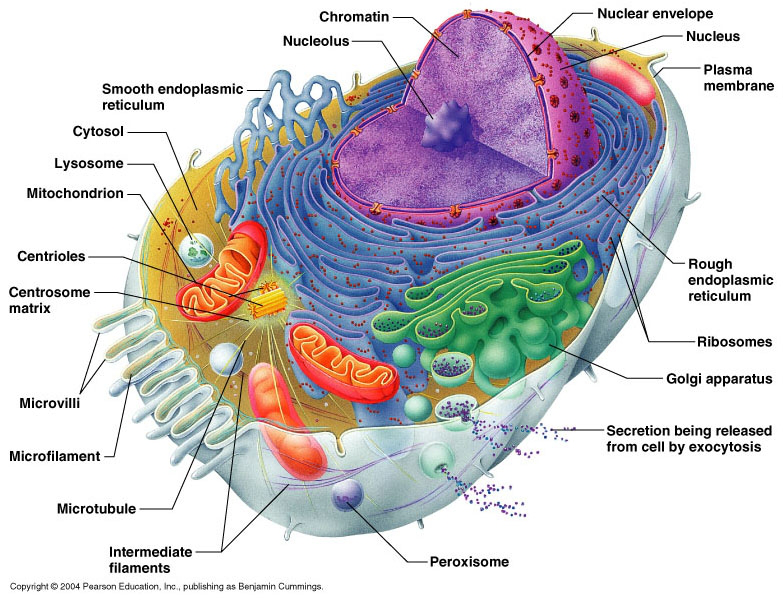 Chromatin
Nucleolus
Nuclear envelope
Nucleus
Plasma
membrane
Smooth endoplasmic
reticulum
Cytosol
Lysosome
Mitochondrion
Centrioles
Centrosome
matrix
Microvilli
Microfilament
Microtubule
Intermediate
filaments
Rough
endoplasmic
reticulum
Ribosomes
Golgi apparatus
Secretion being released
from cell by exocytosis
Peroxisome
Copyright © 2004 Pearson Education, Inc., publishing as Benjamin Cummings.